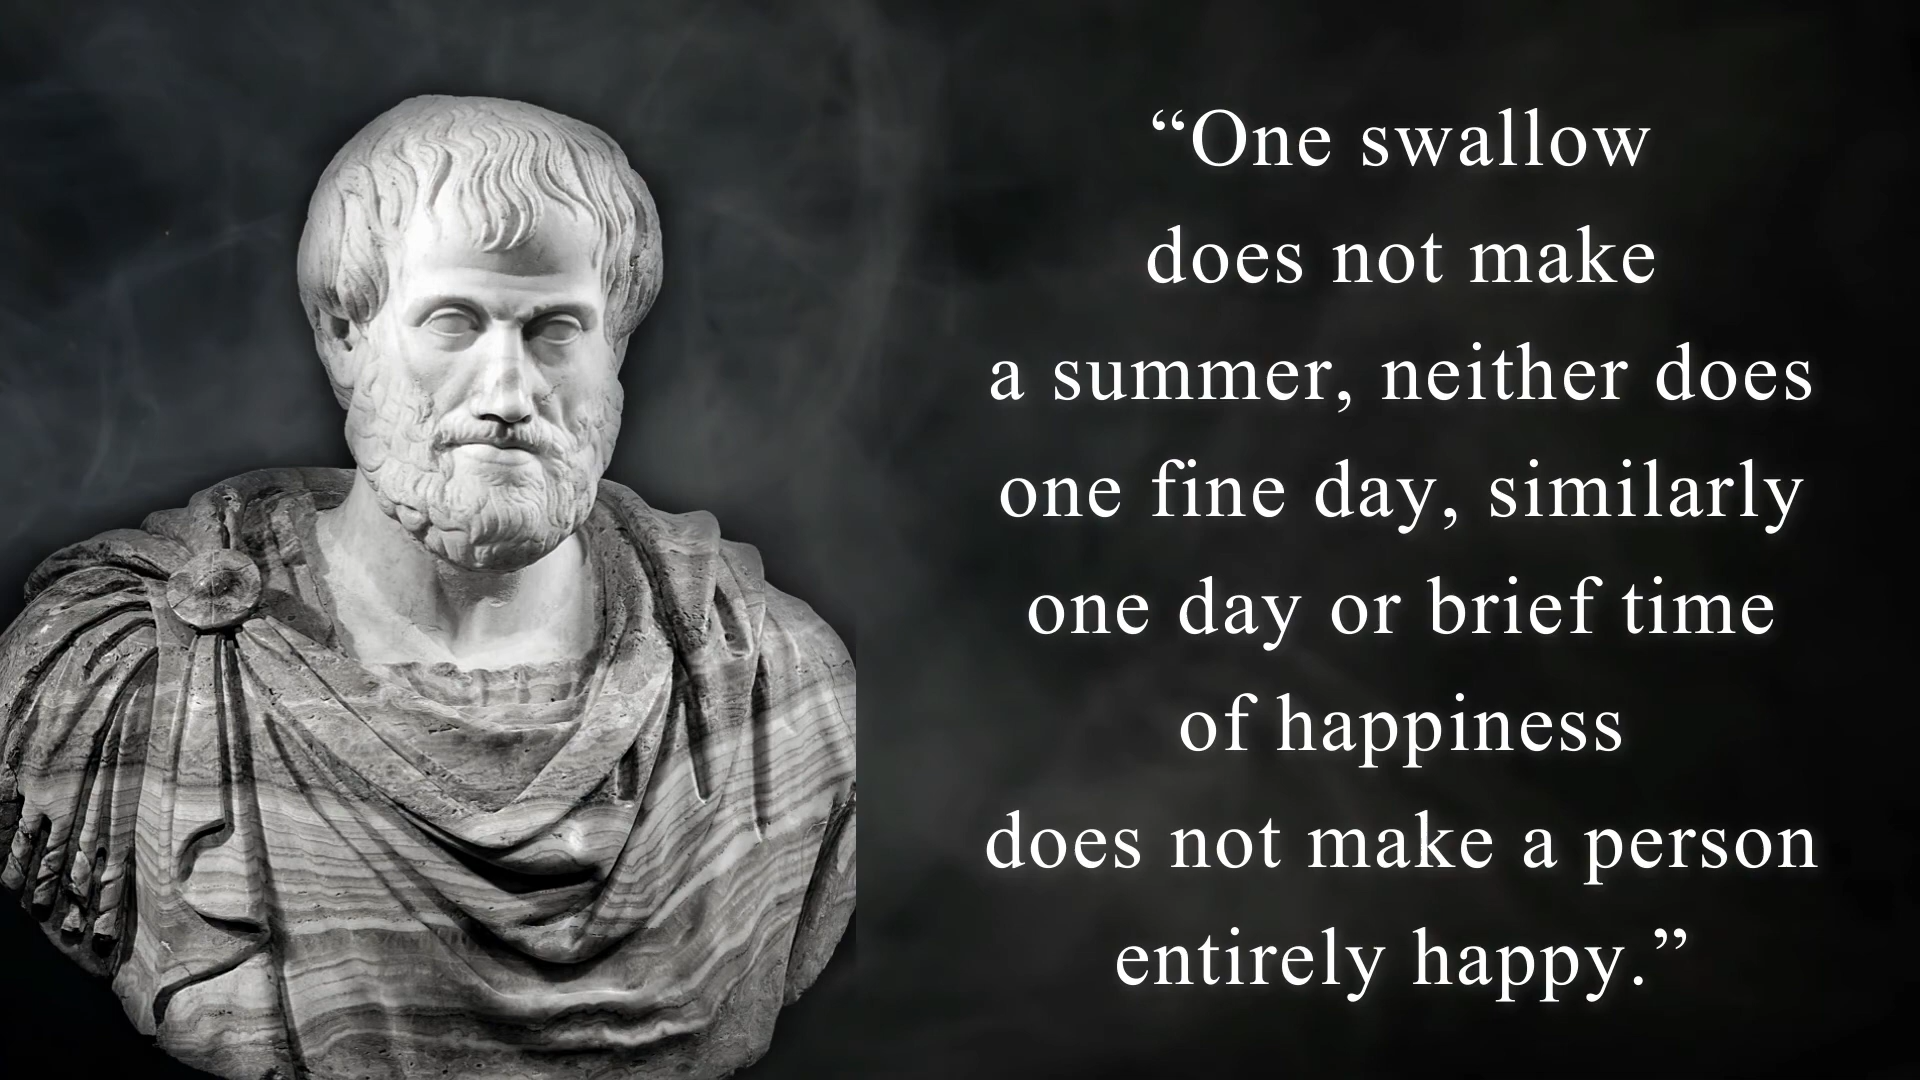 “One swallow
does not make
a summer, neither does
one fine day, similarly
one day or brief time
of happiness
does not make a person
entirely happy.”